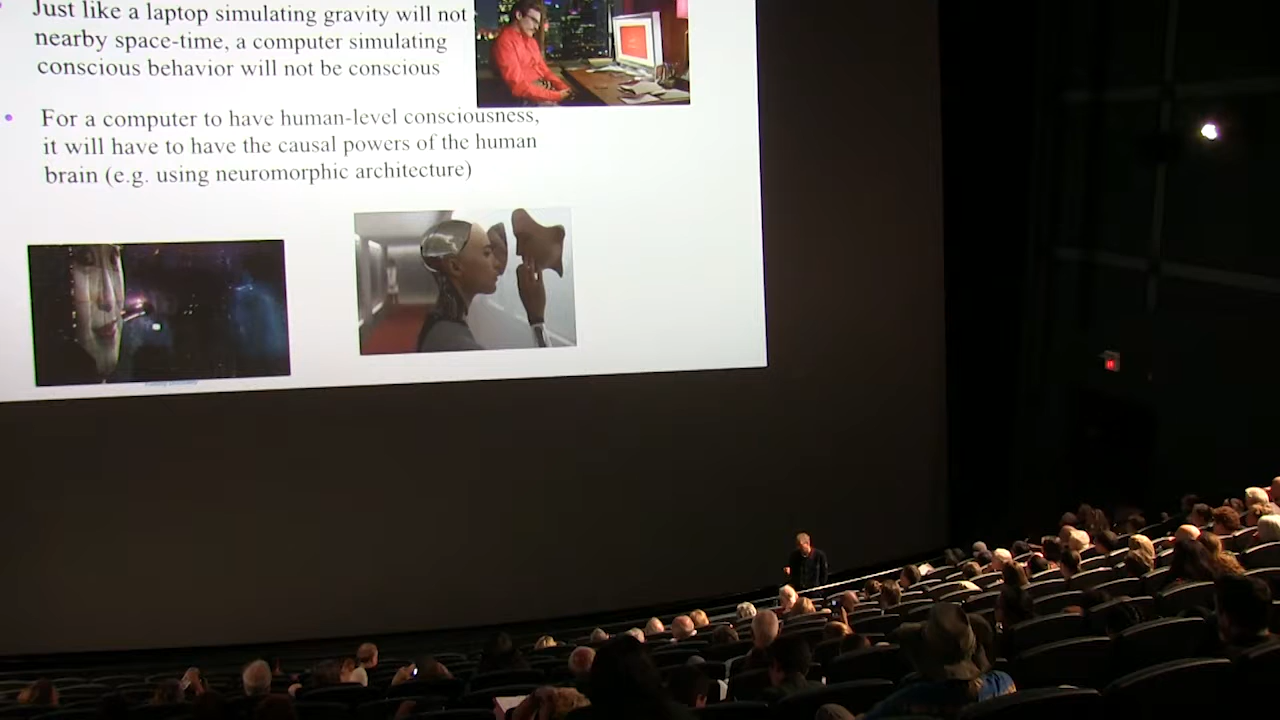 Just like a laptop simulating gravity will not
nearby space-time, a computer simulating
conscious behavior will not be conscious
• For a computer to have human-level consciousness,
it will have to have the causal powers of the human
brain (e.g. using neuromorphic architecture)